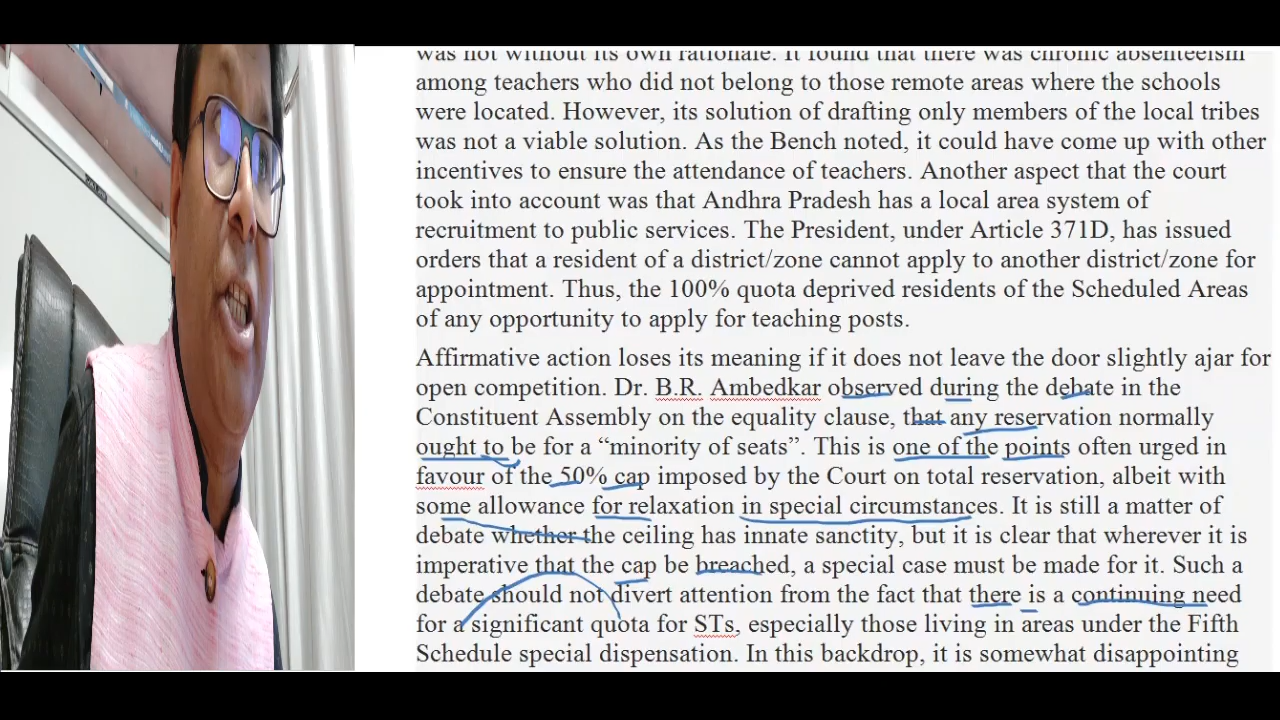 was not without its own rationale. It found that there was chronic absenteeism
among teachers who did not belong to those remote areas where the schools
were located. However, its solution of drafting only members of the local tribes
was not a viable solution. As the Bench noted, it could have come up with other
incentives to ensure the attendance of teachers. Another aspect that the court
took into account was that Andhra Pradesh has a local area system of
recruitment to public services. The President, under Article 371D, has issued
orders that a resident of a district/zone cannot apply to another district/zone for
appointment. Thus, the 100% quota deprived residents of the Scheduled Areas
of any opportunity to apply for teaching posts.
Affirmative action loses its meaning if it does not leave the door slightly ajar for
open competition. Dr. B.R. Ambedkar observed during the debate in the
Constituent Assembly on the equality clause, that any reservation normally
ought to be for a “minority of seats”. This is one of the points often urged in
favour of the 50% cap imposed by the Court on total reservation, albeit with
some allowance for relaxation in special circumstances. It is still a matter of
debate whether the ceiling has innate sanctity, but it is clear that wherever it is
imperative that the cap be breached, a special case must be made for it. Such a
debate should not divert attention from the fact that there is a continuing need
for a significant quota for STs, especially those living in areas under the Fifth
Schedule special dispensation. In this backdrop, it is somewhat disappointing